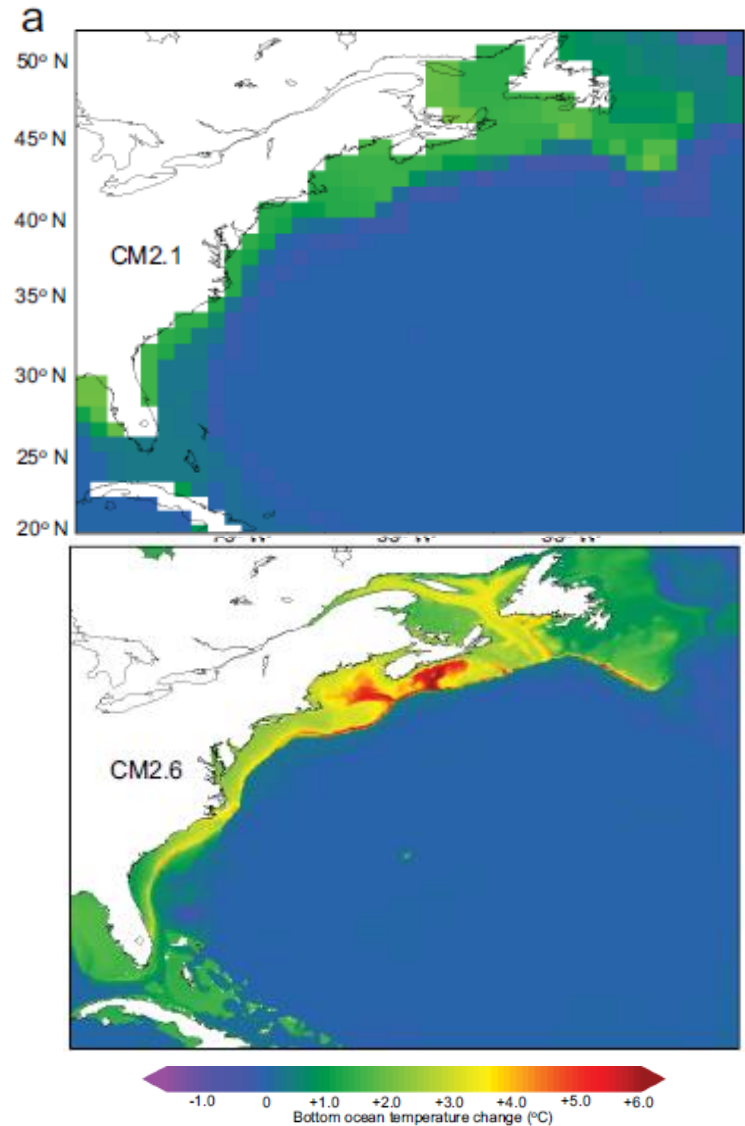 a
50° N
45° N
40° N
CM2.1
35° N
30° N
25° N
20° N
CM2.6
-1.0 0 +1.0 +2.0 +3.0 +4.0 +5.0 +6.0
Bottom ocean temperature change (°C)